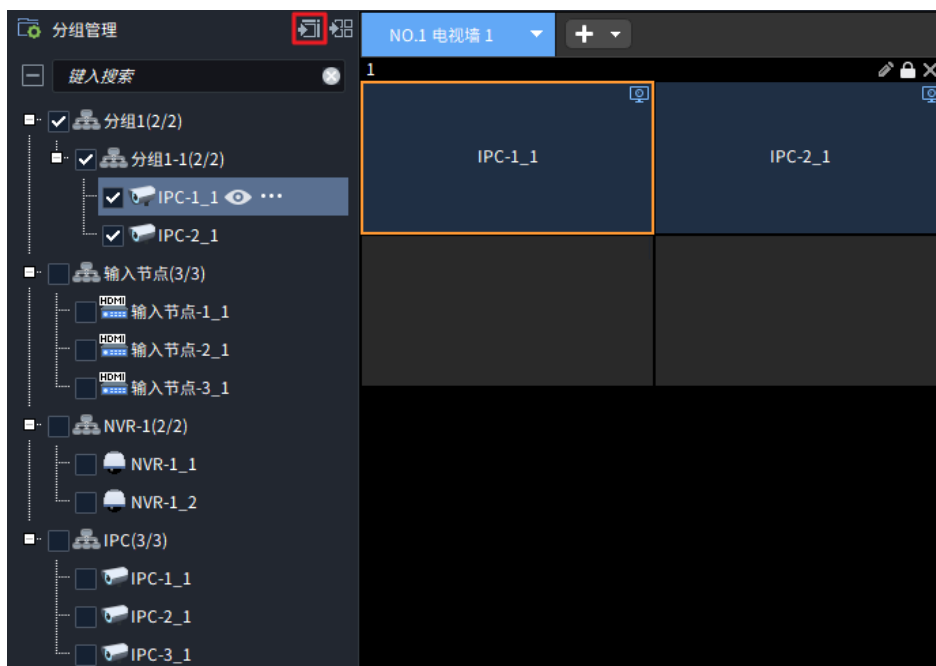 分组管理
键入搜索
分组1(2/2)
分组1-1(2/2)
IPC-1_1
IPC-2_1
输入节点(3/3)
HDMI
输入节点-1_1
HDMI
输入节点-2_1
HDMI
输入节点-3_1
NVR-1(2/2)
NVR-1_1
NVR-1_2
IPC(3/3)
IPC-1_1
IPC-2_1
IPC-3_1
NO.1 电视墙 1
1
IPC-1_1
IPC-2_1